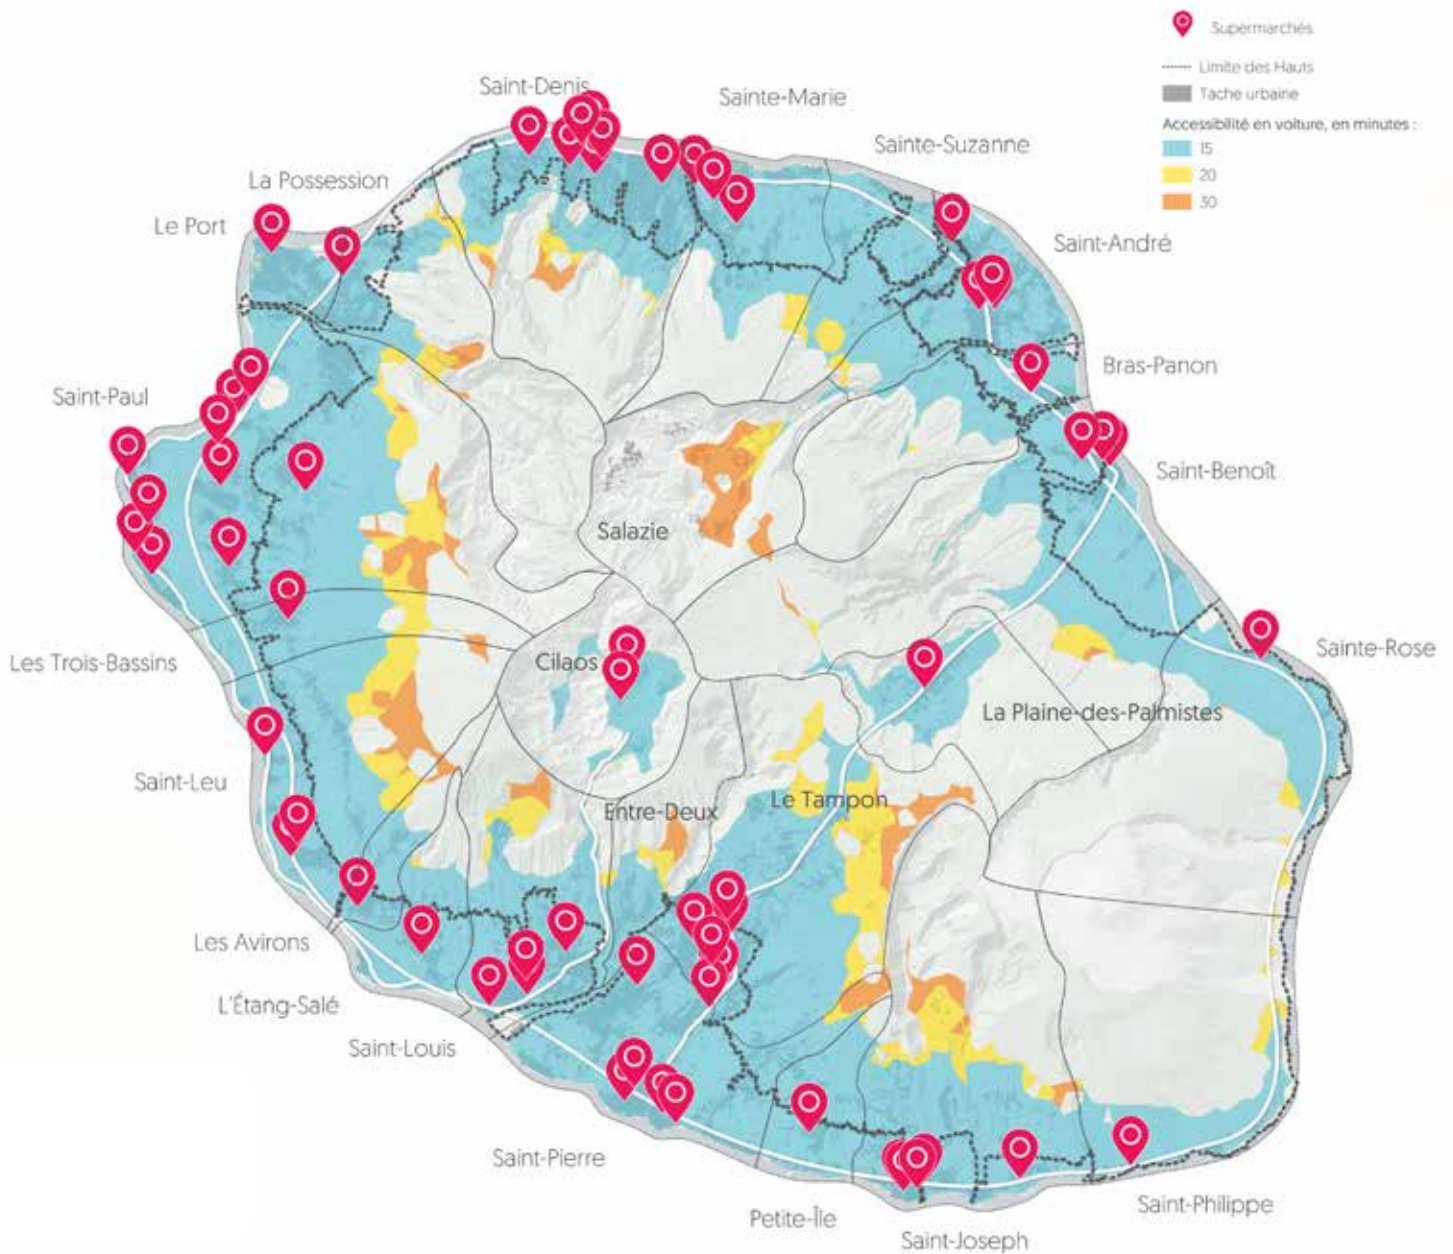 Supermarchés
Limite des Hauts
Tache urbaine
Accessibilité en voiture, en minutes :
15
20
30
Saint-Denis
Sainte-Marie
Sainte-Suzanne
La Possession
Le Port
Saint-André
Bras-Panon
Saint-Paul
Saint-Benoît
Salazie
Sainte-Rose
Les Trois-Bassins
Cilaos
La Plaine-des-Palmistes
Saint-Leu
Entre-Deux
Le Tampon
Les Avirons
L'Étang-Salé
Saint-Louis
Saint-Pierre
Petite-Île
Saint-Philippe
Saint-Joseph